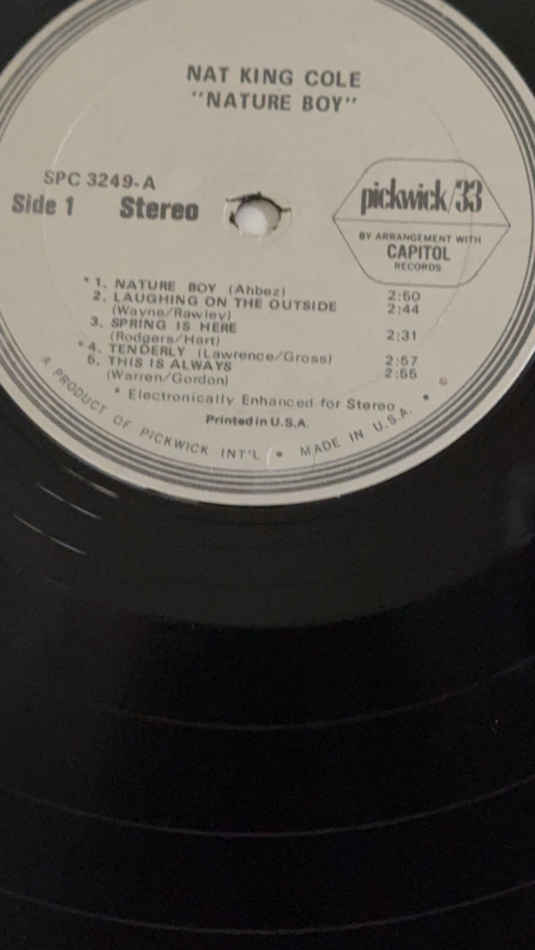 NAT KING COLE
"NATURE BOY"
SPC 3249-A
Side 1 Stereo
pickwick/33
BY ARRANGEMENT WITH
CAPITOL
RECORDS
*1. NATURE BOY (Ahbez) 2:50
2. LAUGHING ON THE OUTSIDE 2:44
(Wayne/Rawley)
3. SPRING IS HERE 2:31
(Rodgers/Hart)
*4. TENDERLY (Lawrence/Gross) 2:57
5. THIS IS ALWAYS 2:55
(Warren/Gordon)
* Electronically Enhanced for Stereo
Printed in U.S.A.
A PRODUCT OF PICKWICK INT'L • MADE IN U.S.A. •